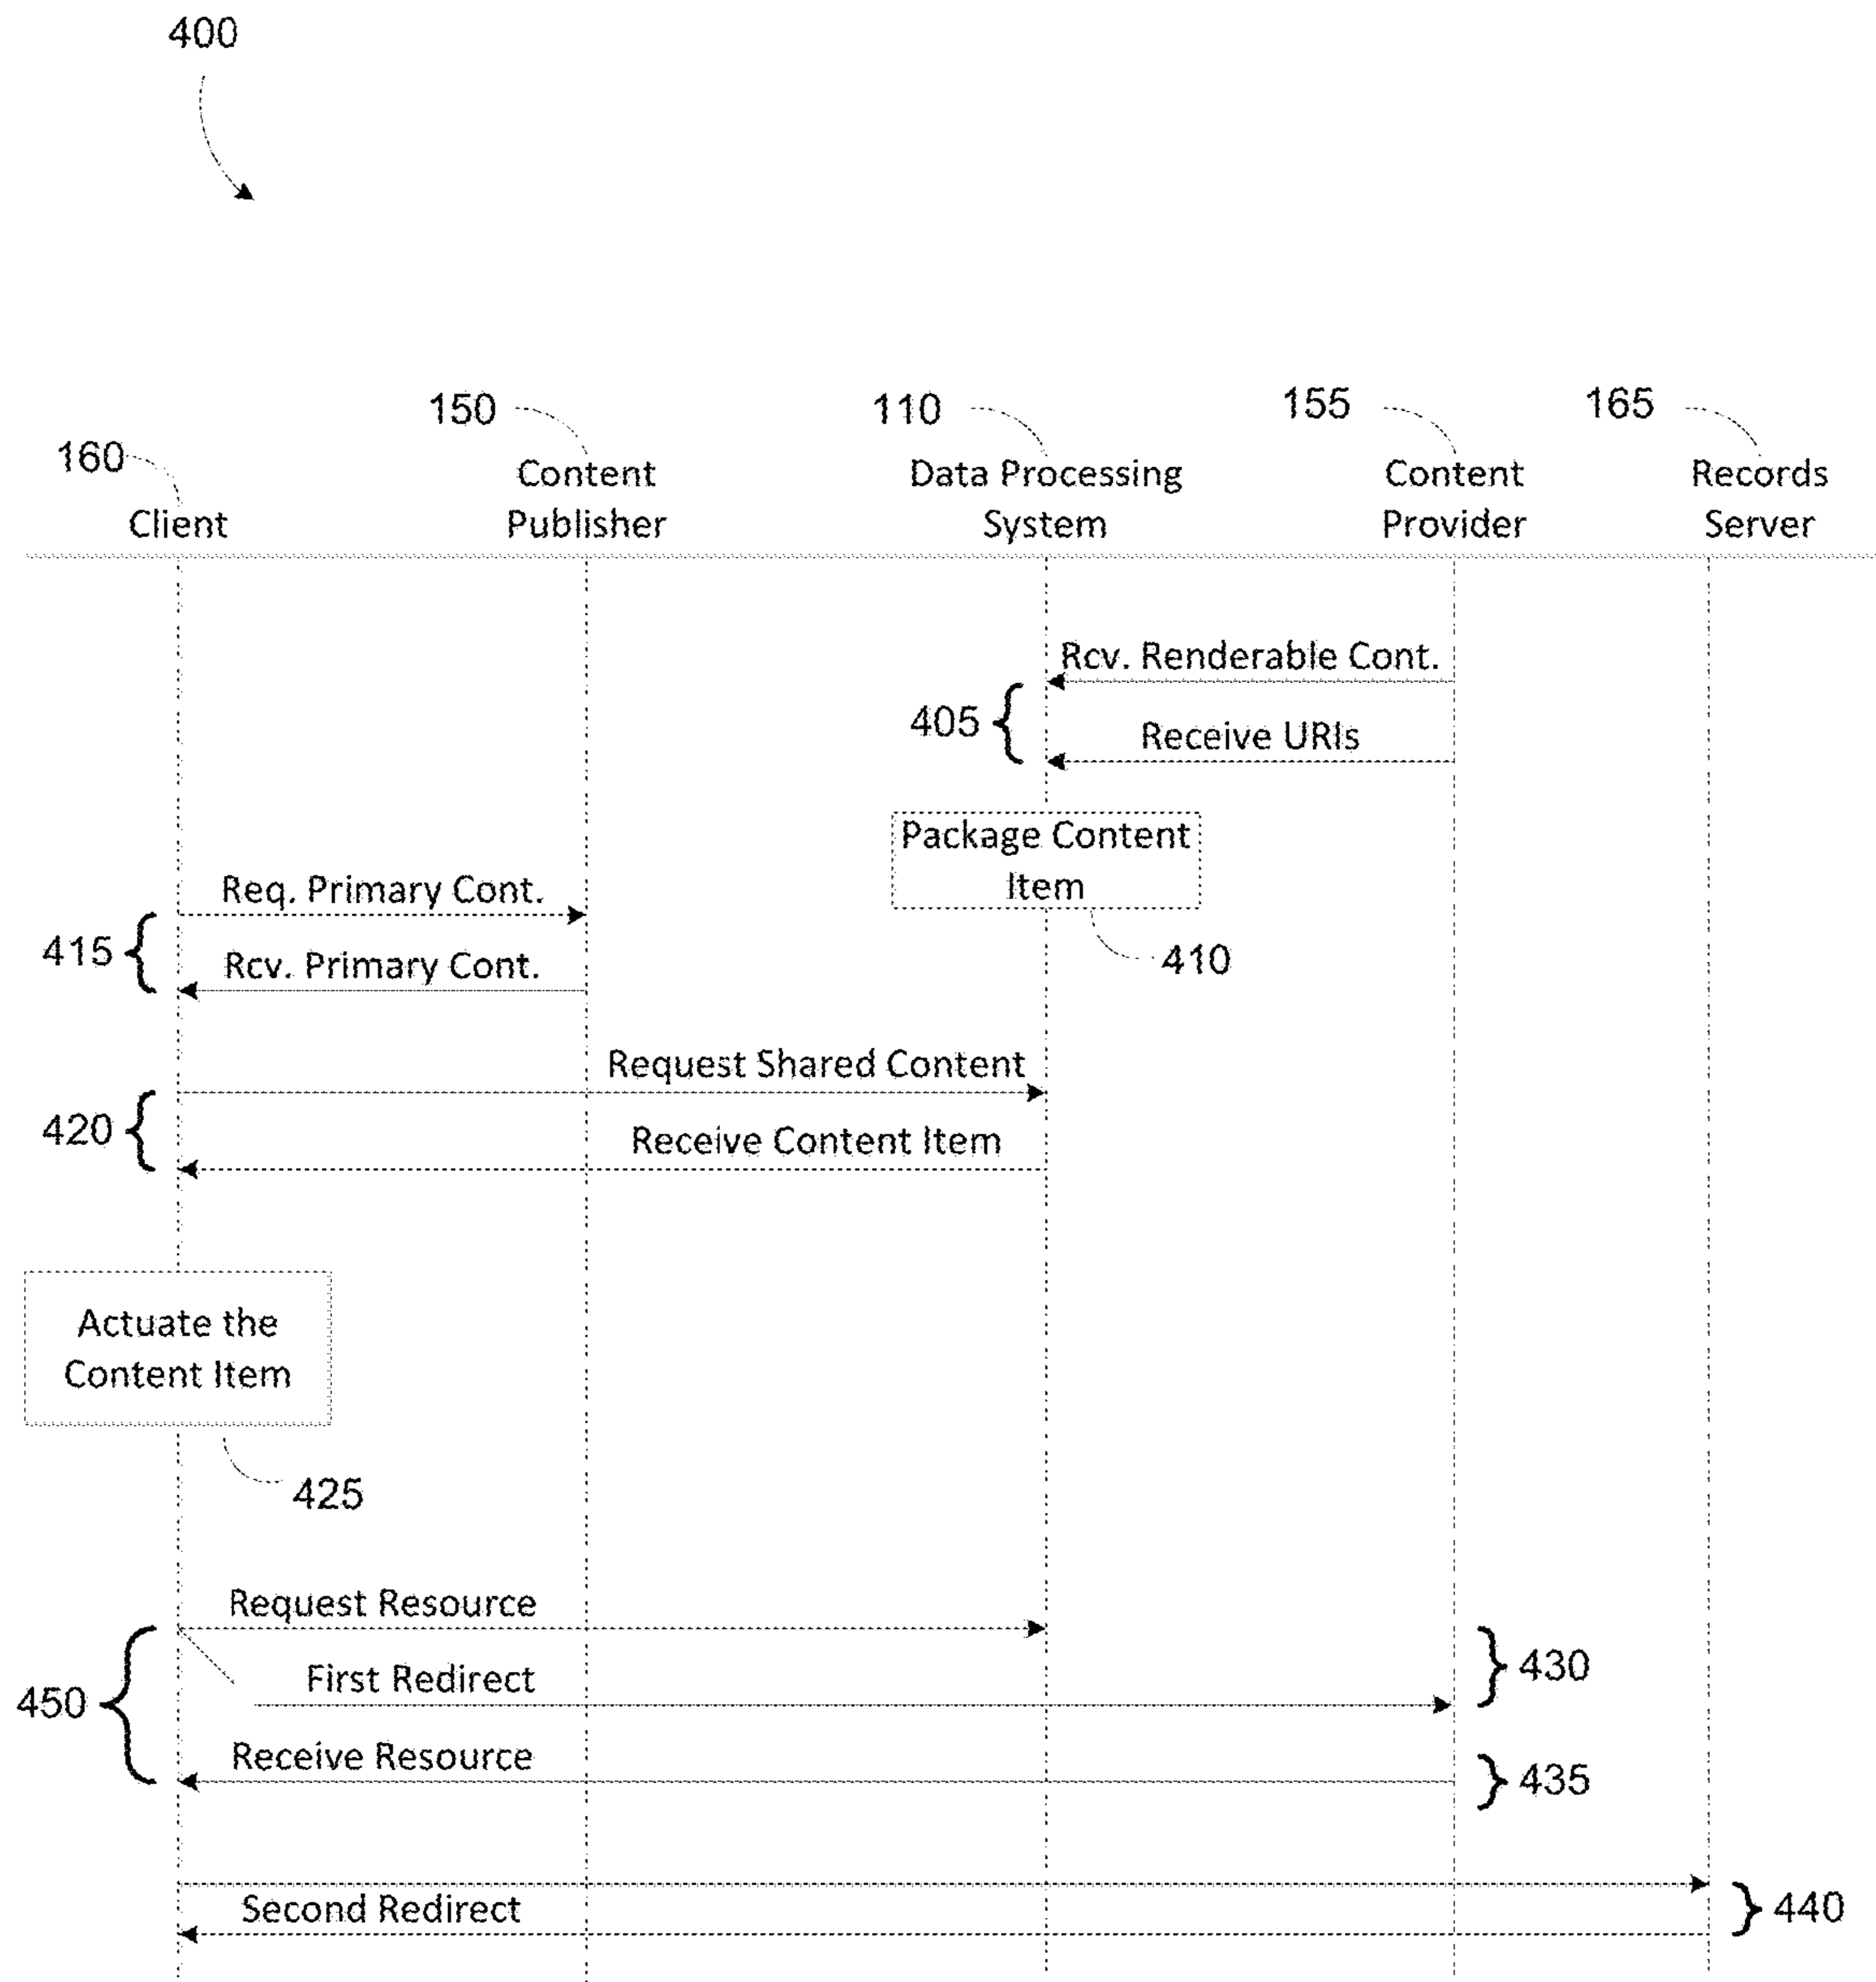 400
150
110
155
165
160
Content
Data Processing
Content
Records
Client
Publisher
System
Provider
Server
Rcv. Renderable Cont.
405
Receive URIs
Package Content
Item
Req. Primary Cont.
415
410
Rcv. Primary Cont.
Request Shared Content
420
Receive Content Item
Actuate the
Content Item
425
Request Resource
First Redirect
430
450
Receive Resource
435
Second Redirect
440